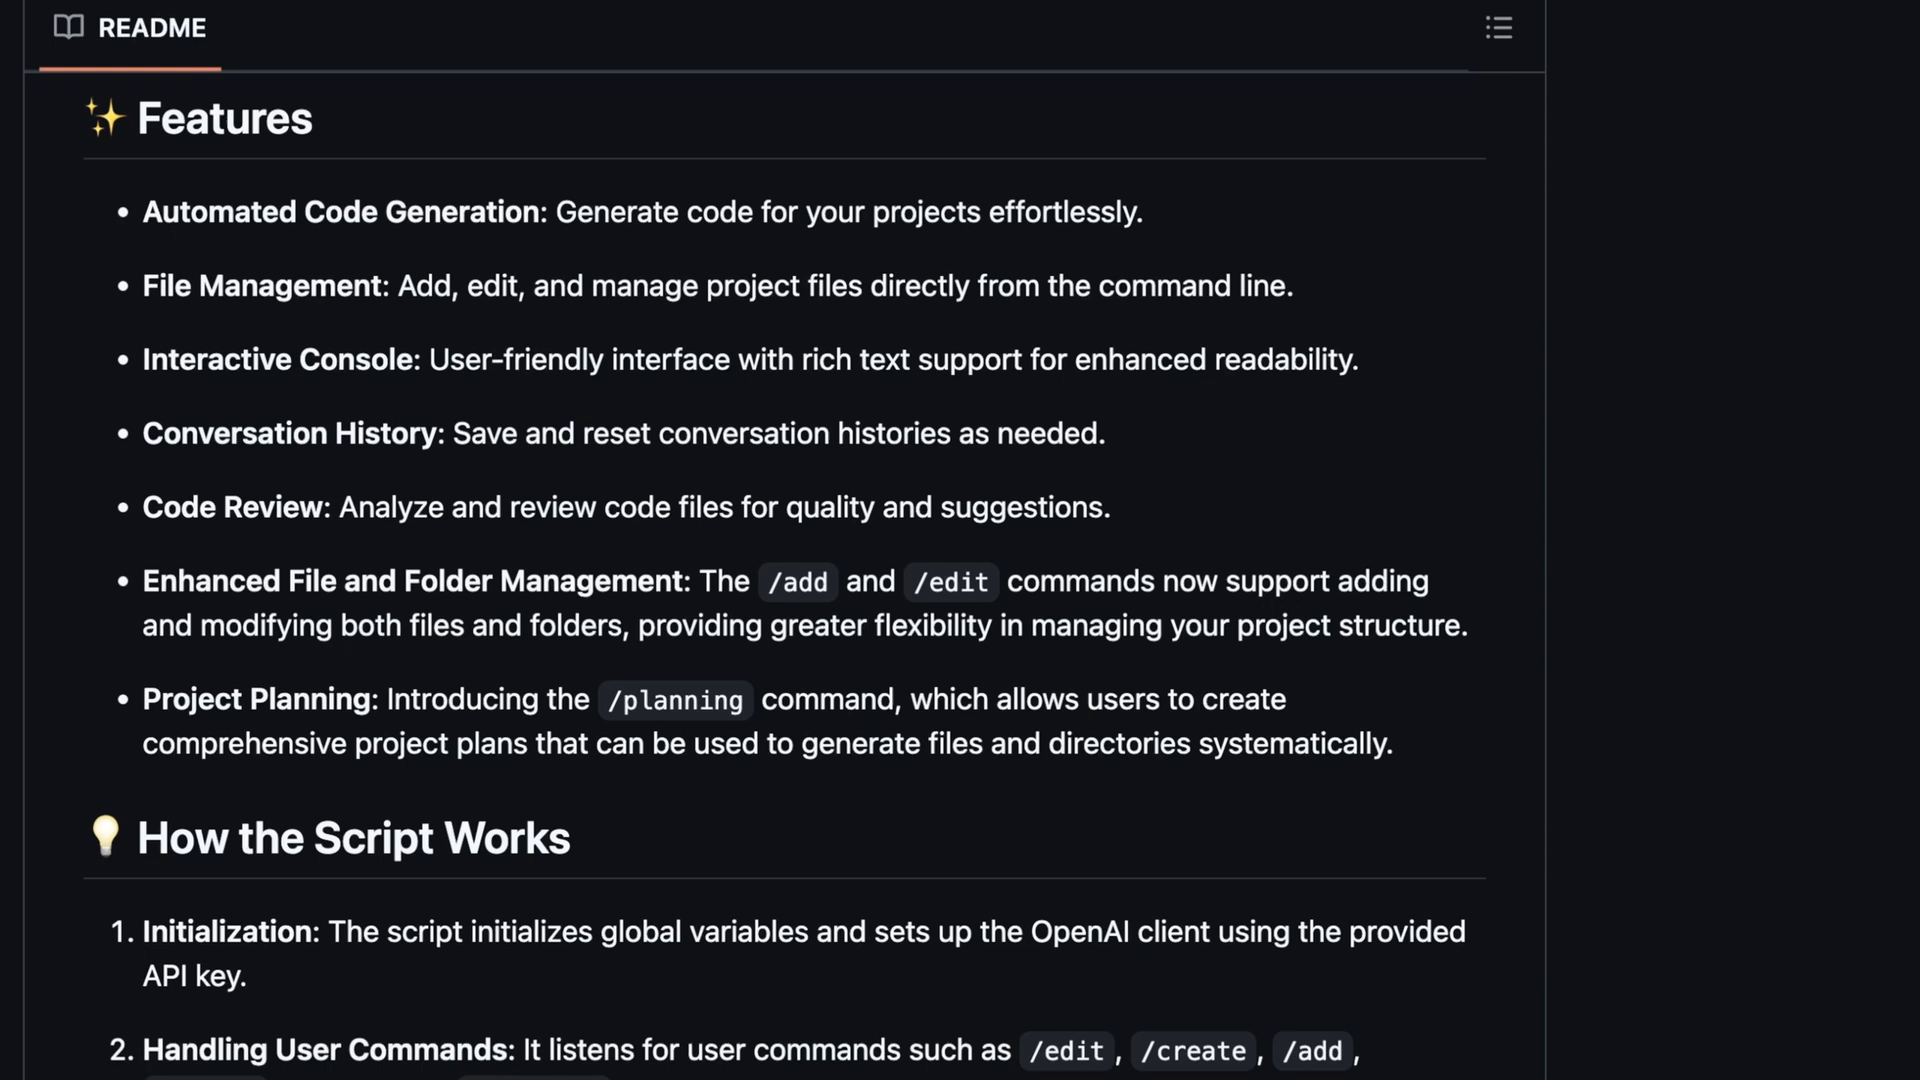 README
✨ Features
• Automated Code Generation: Generate code for your projects effortlessly.
• File Management: Add, edit, and manage project files directly from the command line.
• Interactive Console: User-friendly interface with rich text support for enhanced readability.
• Conversation History: Save and reset conversation histories as needed.
• Code Review: Analyze and review code files for quality and suggestions.
• Enhanced File and Folder Management: The /add and /edit commands now support adding
and modifying both files and folders, providing greater flexibility in managing your project structure.
• Project Planning: Introducing the /planning command, which allows users to create
comprehensive project plans that can be used to generate files and directories systematically.
💡 How the Script Works
1. Initialization: The script initializes global variables and sets up the OpenAI client using the provided
API key.
2. Handling User Commands: It listens for user commands such as /edit, /create, /add,